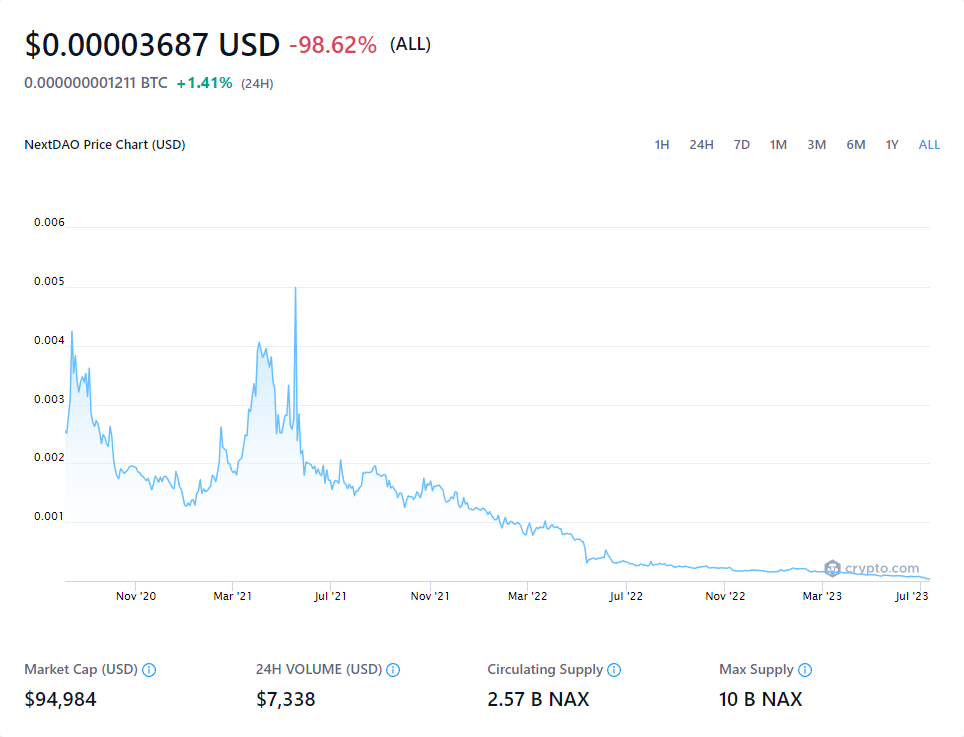 $0.00003687 USD -98.62% (ALL)
0.000000001211 BTC +1.41% (24H)
NextDAO Price Chart (USD) 1H 24H 7D 1M 3M 6M 1Y ALL
0.006
0.005
0.004
0.003
0.002
0.001
crypto.com
Nov '20 Mar '21 Jul '21 Nov '21 Mar '22 Jul '22 Nov '22 Mar '23 Jul '23
Market Cap (USD) 24H VOLUME (USD) Circulating Supply Max Supply
$94,984 $7,338 2.57 B NAX 10 B NAX